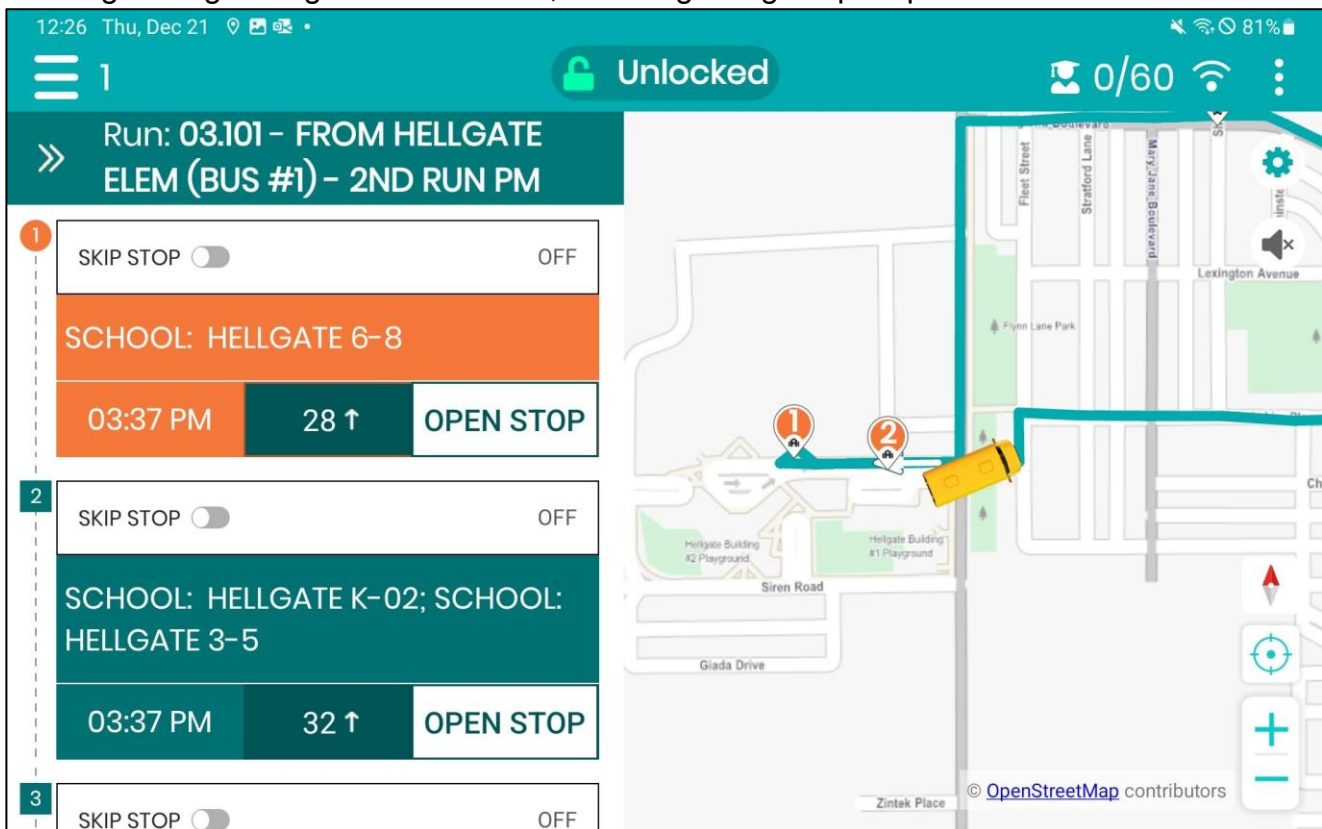 12:26 Thu, Dec 21
81%
1
Unlocked
0/60
Run: 03.101 - FROM HELLGATE
ELEM (BUS #1) - 2ND RUN PM
1
SKIP STOP
OFF
SCHOOL: HELLGATE 6-8
03:37 PM
28↑
OPEN STOP
2
SKIP STOP
OFF
SCHOOL: HELLGATE K-02; SCHOOL:
HELLGATE 3-5
03:37 PM
32↑
OPEN STOP
3
SKIP STOP
OFF
Fleet Street
Stratford Lane
Mary Jane Boulevard
Lexington Avenue
Flynn Lane Park
1
2
Hellgate Building
#2 Playground
Hellgate Building
#1 Playground
Siren Road
Giada Drive
Zintek Place
© OpenStreetMap contributors